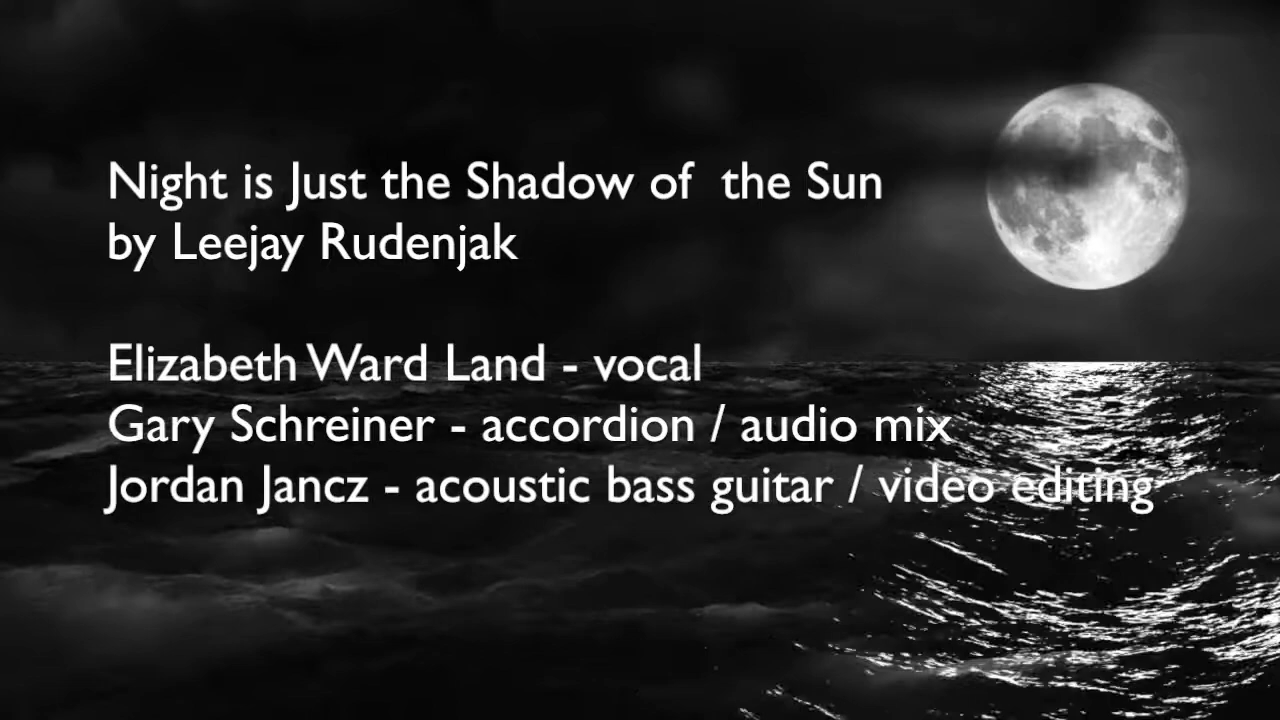 Night is Just the Shadow of  the Sun
by Leejay Rudenjak
Elizabeth Ward Land - vocal
Gary Schreiner - accordion / audio mix
Jordan Jancz - acoustic bass guitar / video editing